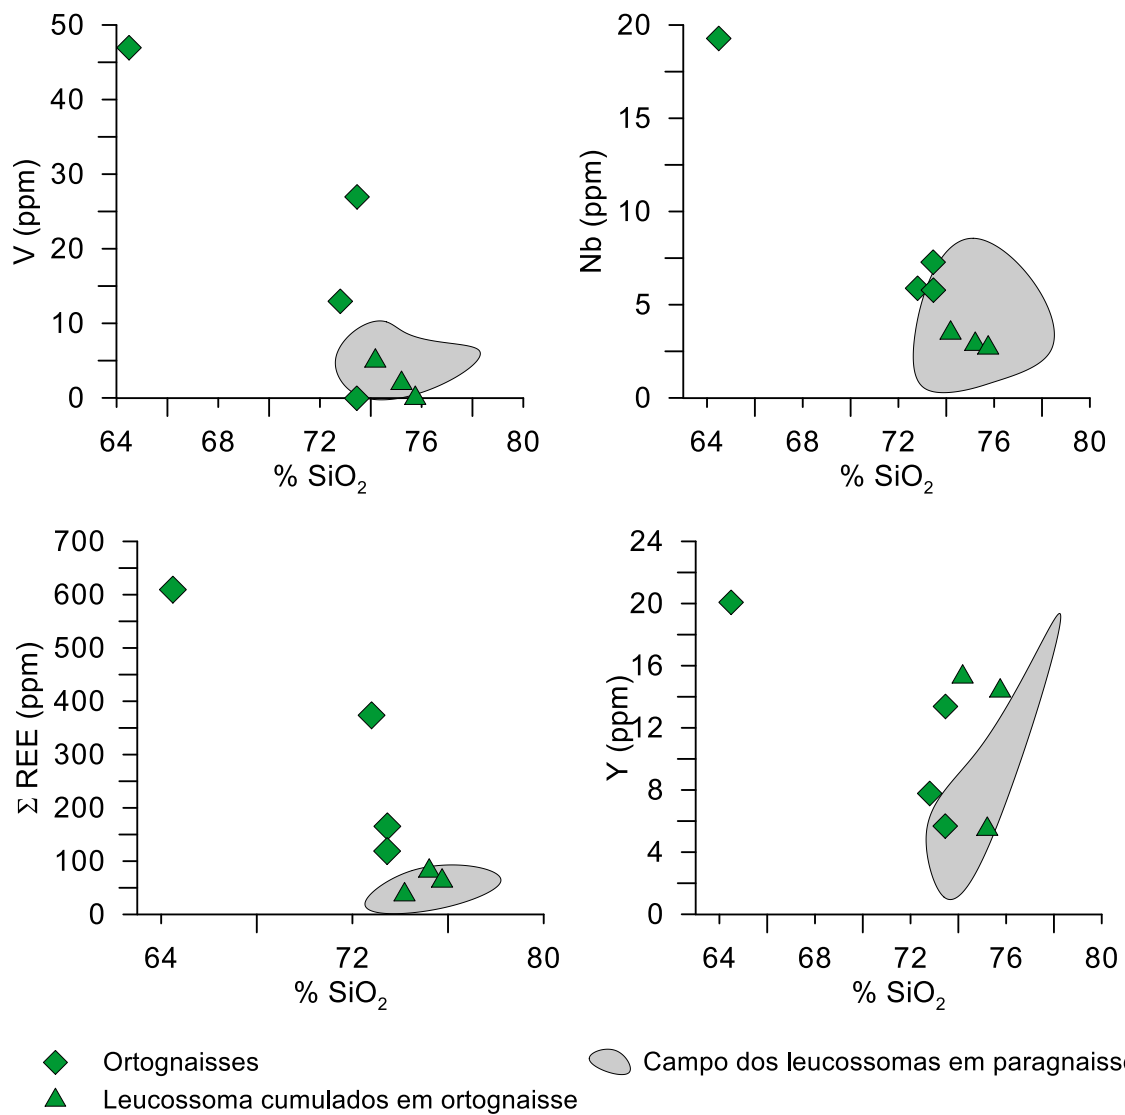 50
40
30
20
10
0
V (ppm)
64 68 72 76 80
% SiO₂
20
15
10
5
0
Nb (ppm)
64 68 72 76 80
% SiO₂
700
600
500
400
300
200
100
0
Σ REE (ppm)
64 72 80
% SiO₂
24
20
16
12
8
4
0
Y (ppm)
64 68 72 76 80
% SiO₂
Ortognaisses
Leucossoma cumulados em ortognaisse
Campo dos leucossomas em paragnaiss